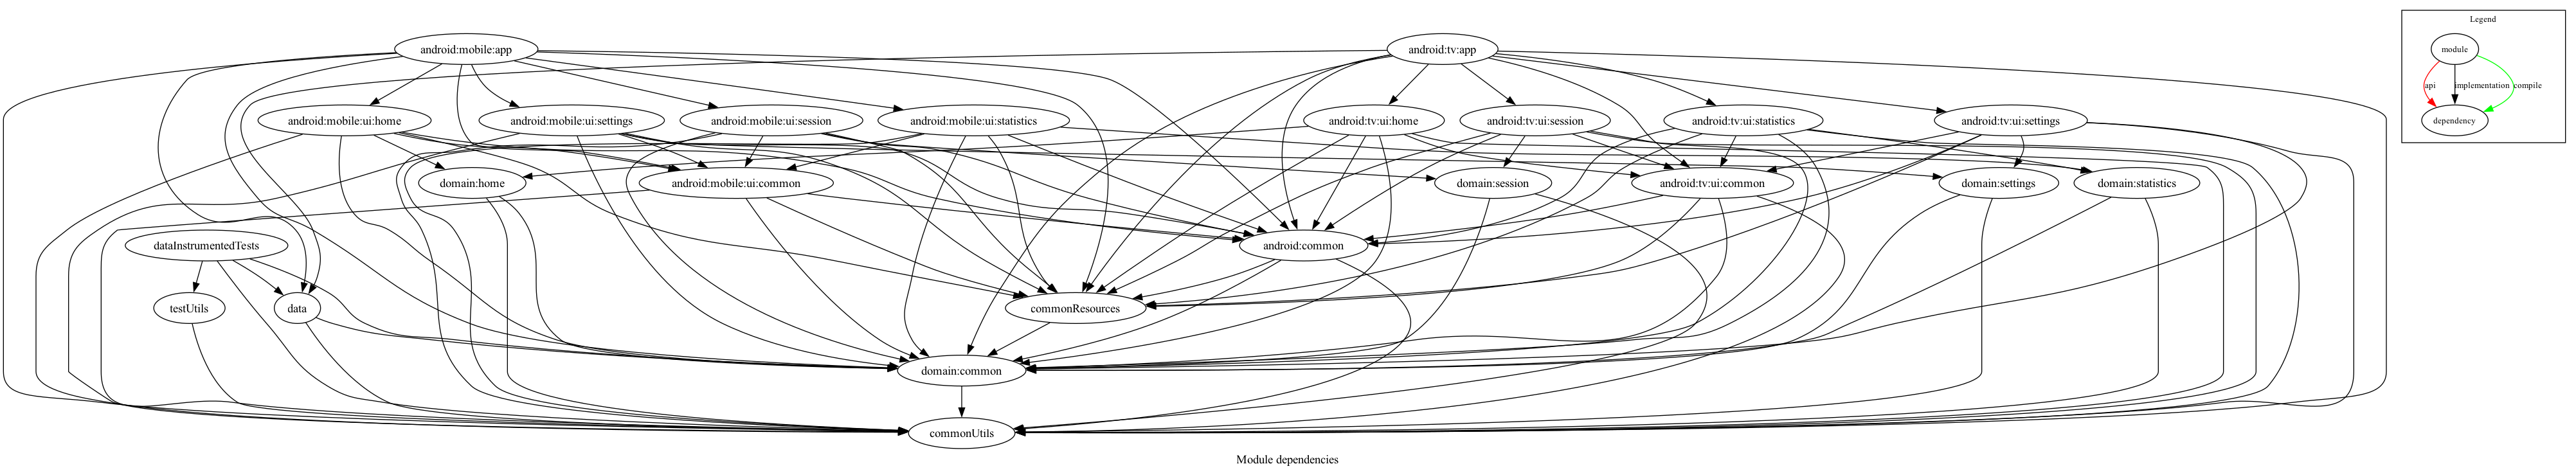 Legend
android:mobile:app
android:tv:app
module
api
implementation
compile
android:mobile:ui:home
android:mobile:ui:settings
android:mobile:ui:session
android:mobile:ui:statistics
android:tv:ui:home
android:tv:ui:session
android:tv:ui:statistics
android:tv:ui:settings
dependency
domain:home
android:mobile:ui:common
domain:session
android:tv:ui:common
domain:settings
domain:statistics
dataInstrumentedTests
android:common
testUtils
data
commonResources
domain:common
commonUtils
Module dependencies